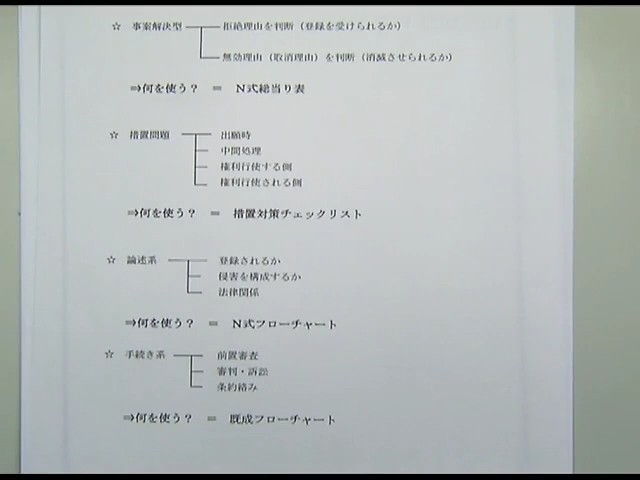 ☆ 事案解決型 拒絶理由を判断（登録を受けられるか）
無効理由（取消理由）を判断（消滅させられるか）
⇒何を使う？ ＝ N式総当り表
☆ 措置問題 出願時
中間処理
権利行使する側
権利行使される側
⇒何を使う？ ＝ 措置対策チェックリスト
☆ 論述系 登録されるか
侵害を構成するか
法律関係
⇒何を使う？ ＝ N式フローチャート
☆ 手続き系 前置審査
審判・訴訟
条約絡み
⇒何を使う？ ＝ 既成フローチャート